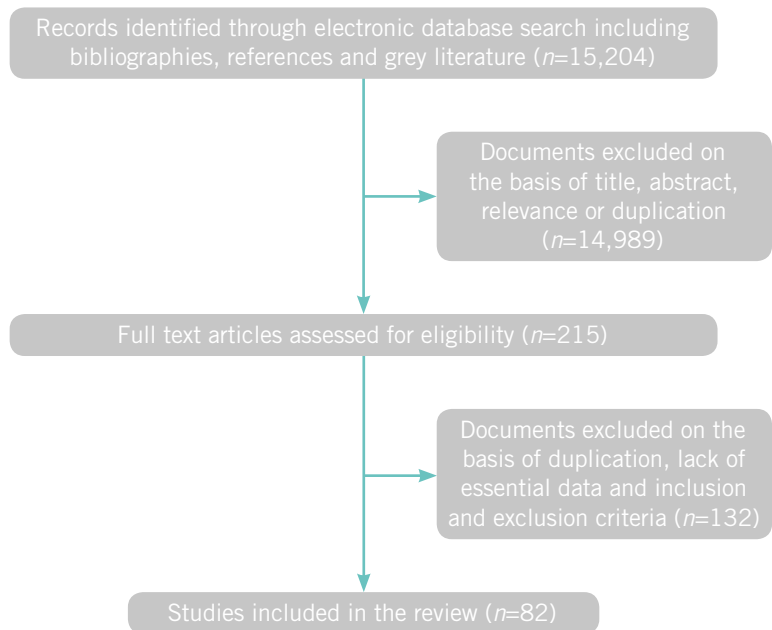 Records identified through electronic database search including
bibliographies, references and grey literature (n=15,204)
Documents excluded on
the basis of title, abstract,
relevance or duplication
(n=14,989)
Full text articles assessed for eligibility (n=215)
Documents excluded on the
basis of duplication, lack of
essential data and inclusion
and exclusion criteria (n=132)
Studies included in the review (n=82)